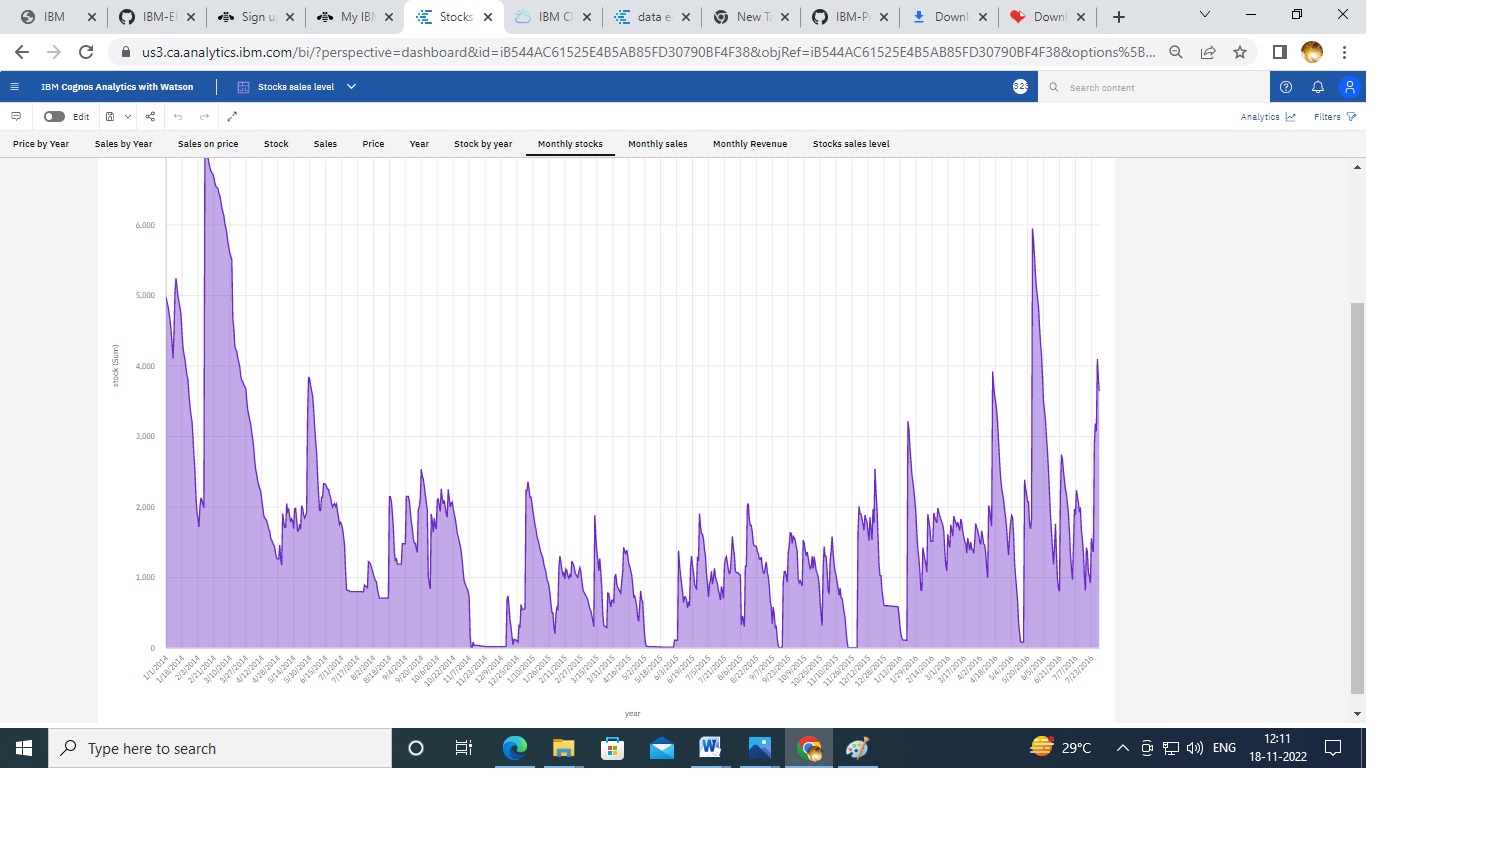 IBM
IBM-EI
Sign u
My IBM
Stocks
IBM Cl
data e
New Ta
IBM-Pr
Downl
Downl
us3.ca.analytics.ibm.com/bi/?perspective=dashboard&id=iB544AC61525E4B5AB85FD30790BF4F38&objRef=iB544AC61525E4B5AB85FD30790BF4F38&options%5B...
IBM Cognos Analytics with Watson
Stocks sales level
Search content
Edit
Analytics
Filters
Price by Year
Sales by Year
Sales on price
Stock
Sales
Price
Year
Stock by year
Monthly stocks
Monthly sales
Monthly Revenue
Stocks sales level
6,000
5,000
4,000
3,000
2,000
1,000
0
stock (Sum)
1/1/2014
1/18/2014
2/3/2014
2/21/2014
3/10/2014
3/27/2014
4/12/2014
4/28/2014
5/14/2014
5/30/2014
6/15/2014
7/1/2014
7/17/2014
8/2/2014
8/18/2014
9/4/2014
9/20/2014
10/6/2014
10/22/2014
11/7/2014
11/23/2014
12/9/2014
12/25/2014
1/10/2015
1/26/2015
2/11/2015
2/27/2015
3/15/2015
3/31/2015
4/16/2015
5/2/2015
5/18/2015
6/3/2015
6/19/2015
7/5/2015
7/21/2015
8/6/2015
8/22/2015
9/7/2015
9/23/2015
10/9/2015
10/25/2015
11/10/2015
11/26/2015
12/12/2015
12/28/2015
1/13/2016
1/29/2016
2/14/2016
3/1/2016
3/17/2016
4/2/2016
4/18/2016
5/4/2016
5/20/2016
6/5/2016
6/21/2016
7/7/2016
7/23/2016
year
Type here to search
29°C
ENG
12:11
18-11-2022